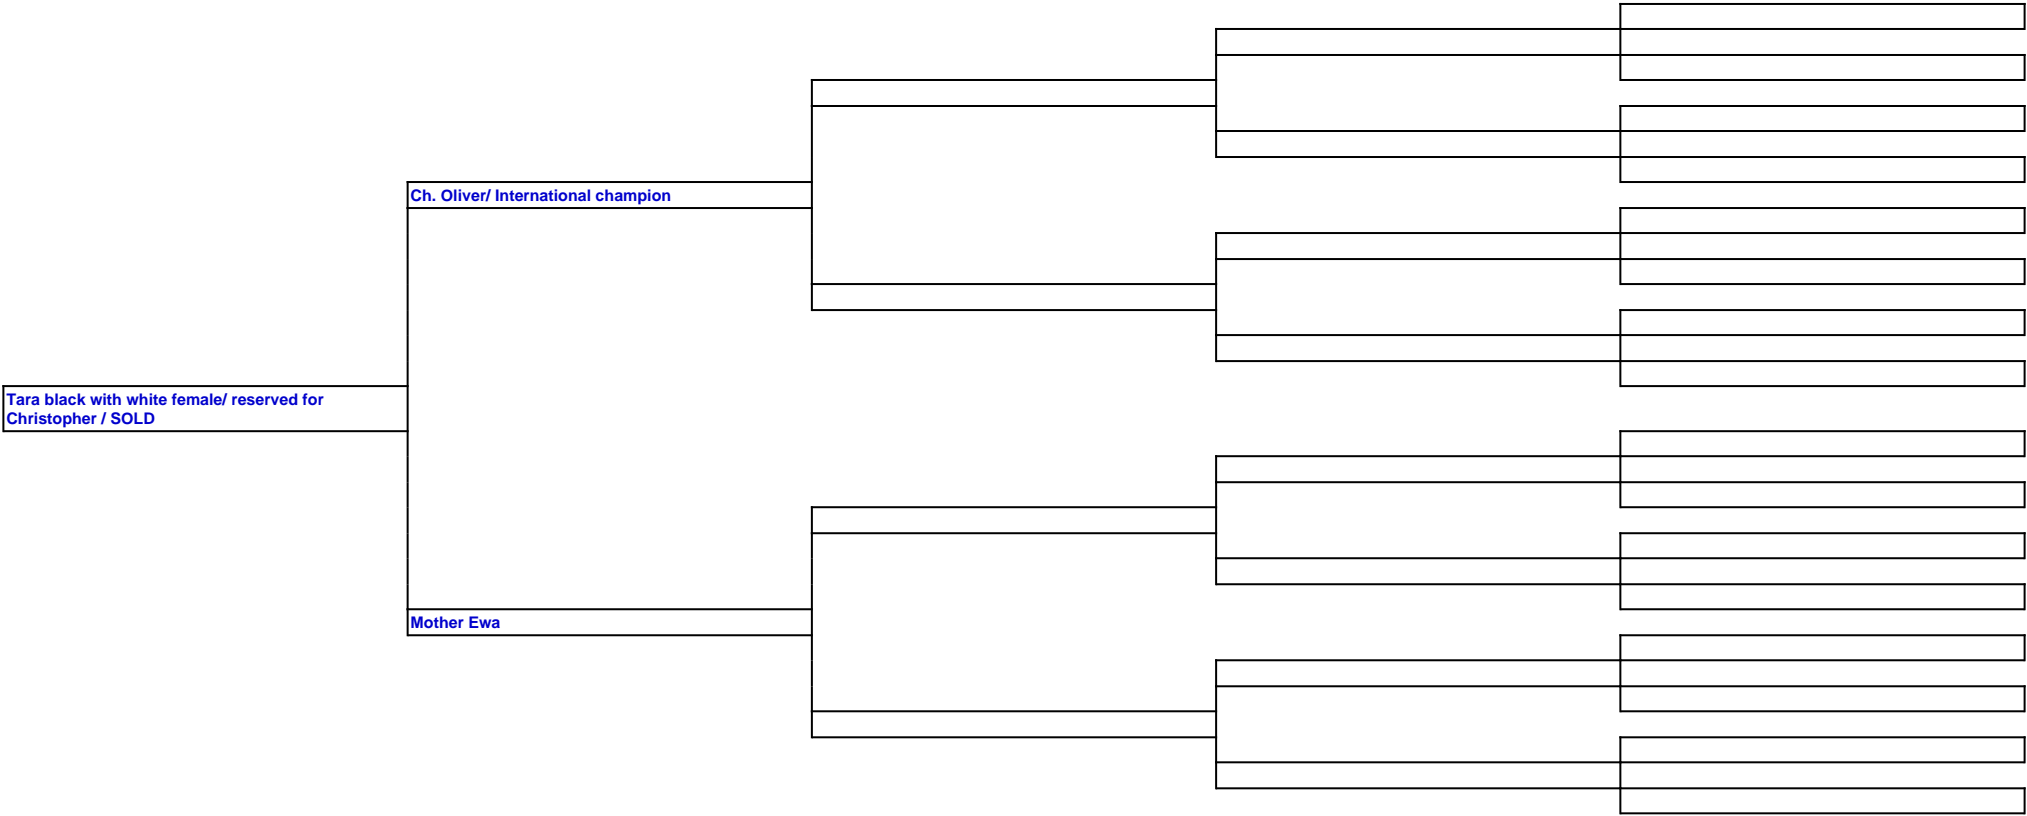 Ch. Oliver/ International champion
Tara black with white female/ reserved for
Christopher / SOLD
Mother Ewa